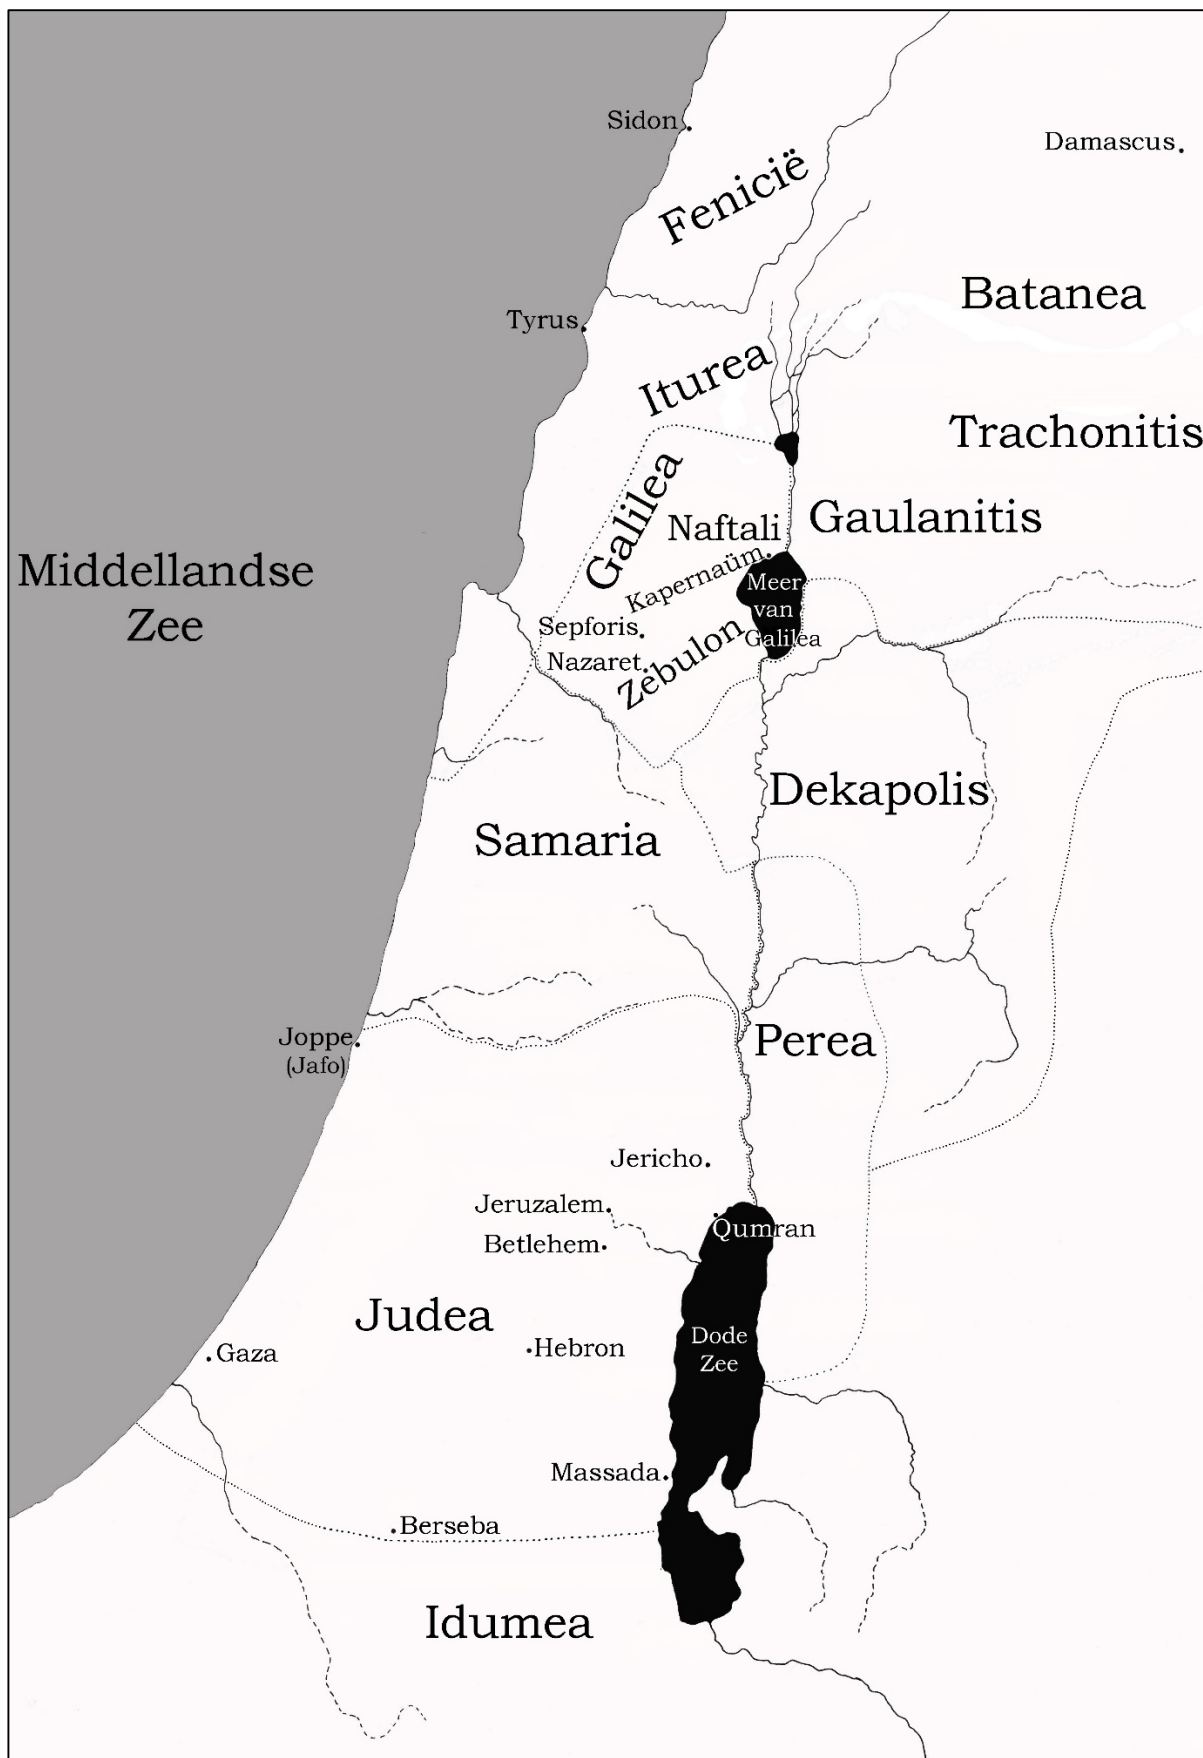 Sidon
Damascus
Fenicië
Batanea
Tyrus
Iturea
Trachonitis
Galilea
Naftali
Gaulanitis
Kapernaüm
Middellandse
Zee
Meer
van
Galilea
Sepforis
Nazaret
Zebulon
Dekapolis
Samaria
Joppe
(Jafo)
Perea
Jericho
Jeruzalem
Qumran
Betlehem
Judea
Dode
Zee
Hebron
Gaza
Massada
Berseba
Idumea